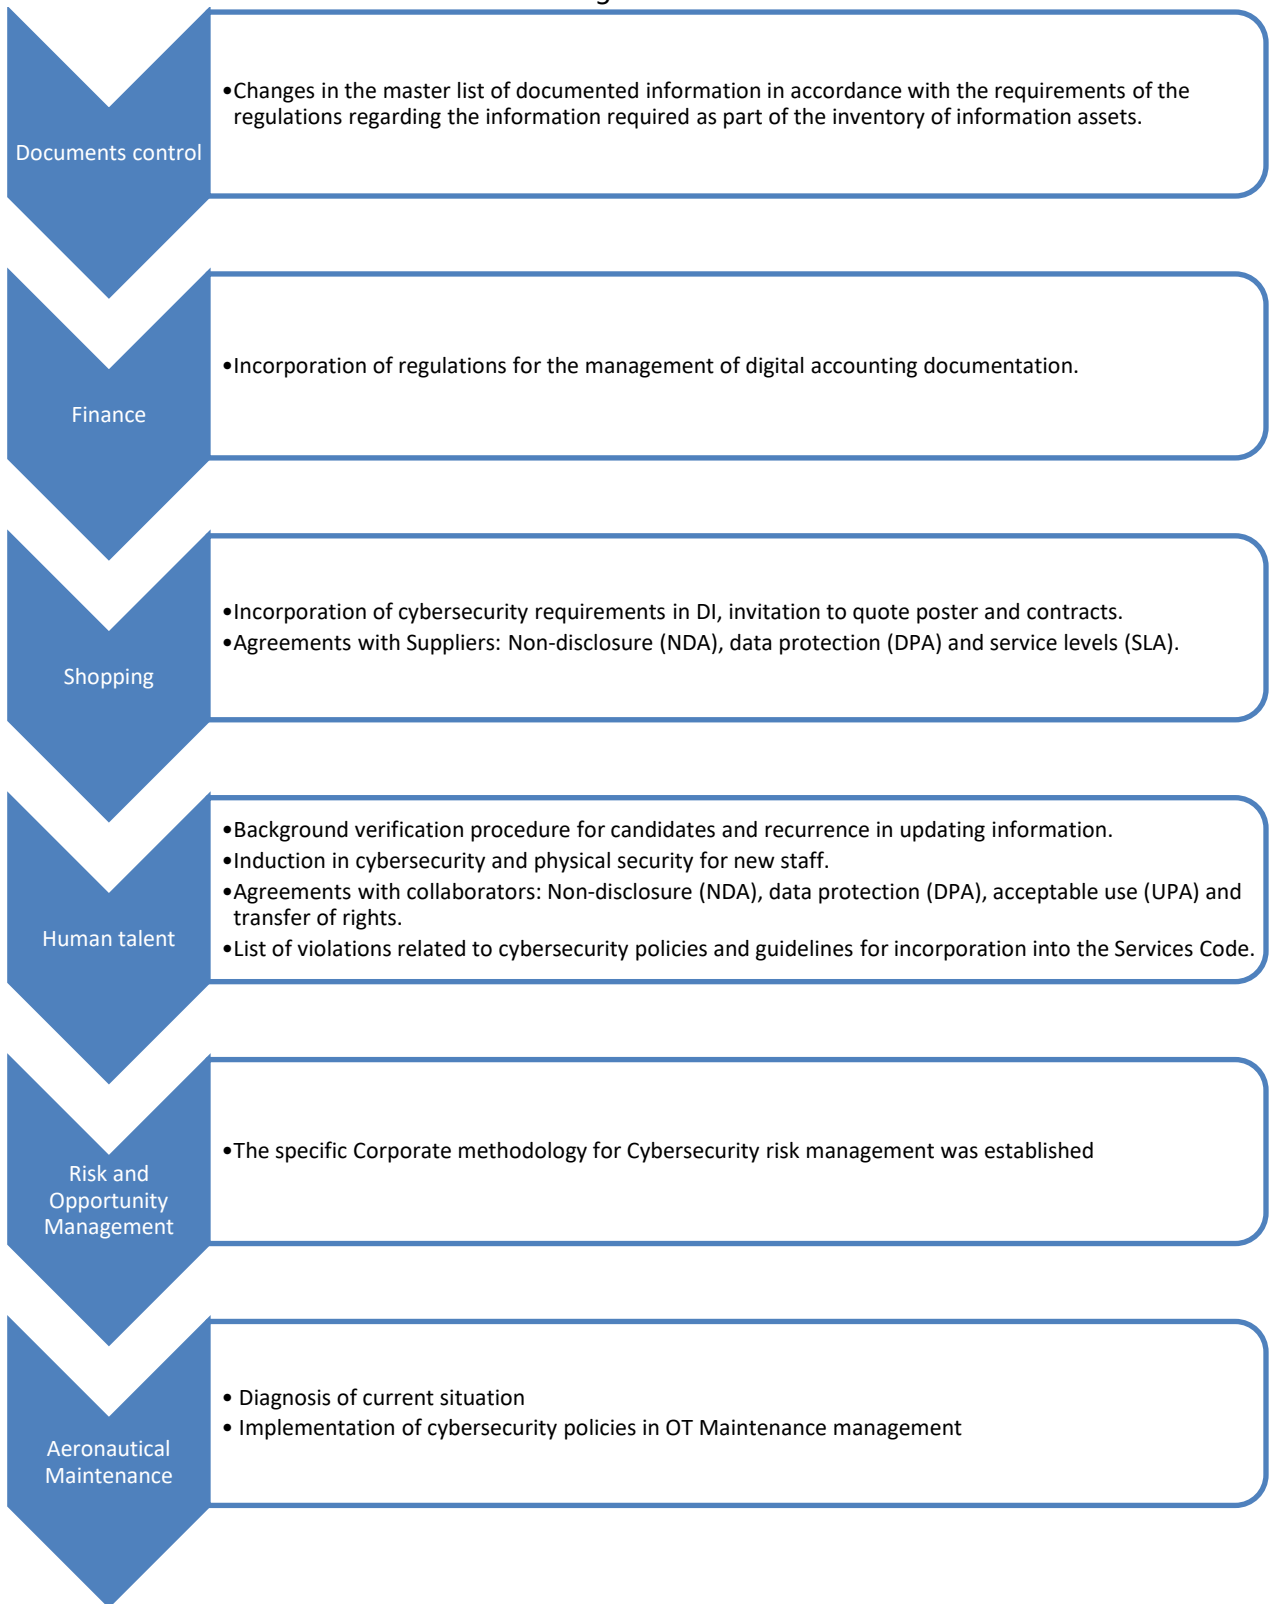 Documents control
•Changes in the master list of documented information in accordance with the requirements of the
regulations regarding the information required as part of the inventory of information assets.
Finance
•Incorporation of regulations for the management of digital accounting documentation.
Shopping
•Incorporation of cybersecurity requirements in DI, invitation to quote poster and contracts.
•Agreements with Suppliers: Non-disclosure (NDA), data protection (DPA) and service levels (SLA).
Human talent
•Background verification procedure for candidates and recurrence in updating information.
•Induction in cybersecurity and physical security for new staff.
•Agreements with collaborators: Non-disclosure (NDA), data protection (DPA), acceptable use (UPA) and
transfer of rights.
•List of violations related to cybersecurity policies and guidelines for incorporation into the Services Code.
Risk and
Opportunity
Management
•The specific Corporate methodology for Cybersecurity risk management was established
Aeronautical
Maintenance
• Diagnosis of current situation
• Implementation of cybersecurity policies in OT Maintenance management